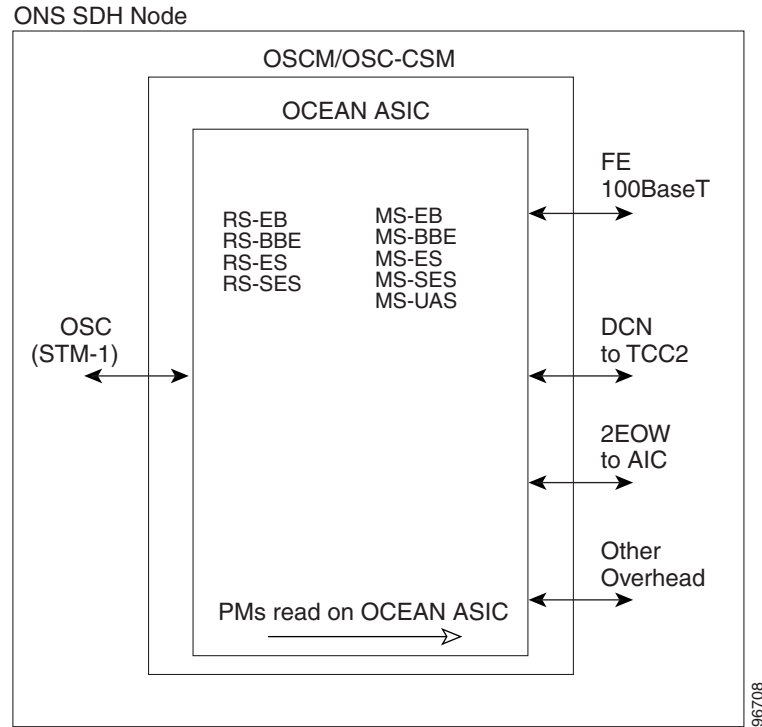 ONS SDH Node
OSCM/OSC-CSM
OCEAN ASIC
FE
100BaseT
RS-EB
RS-BBE
RS-ES
RS-SES
MS-EB
MS-BBE
MS-ES
MS-SES
MS-UAS
OSC
(STM-1)
DCN
to TCC2
2EOW
to AIC
Other
Overhead
PMs read on OCEAN ASIC
96708